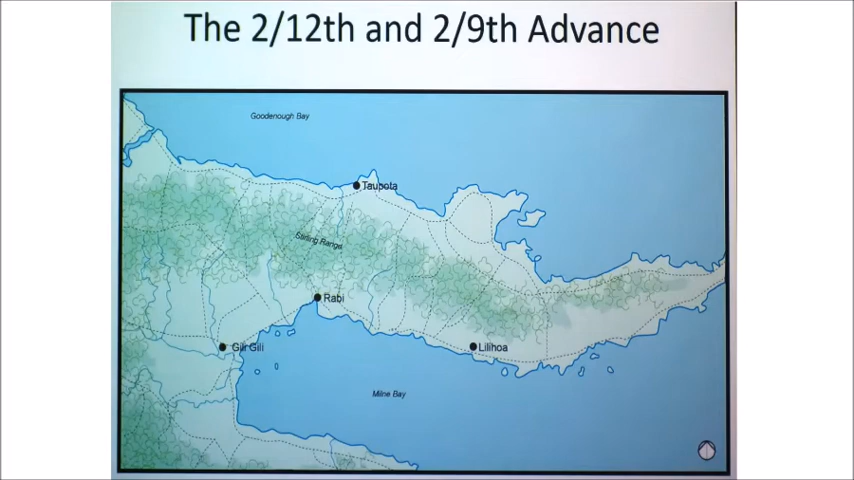 The 2/12th and 2/9th Advance
Goodenough Bay
Taupota
Stirling Range
Rabi
Gili Gili
Lilihoa
Milne Bay